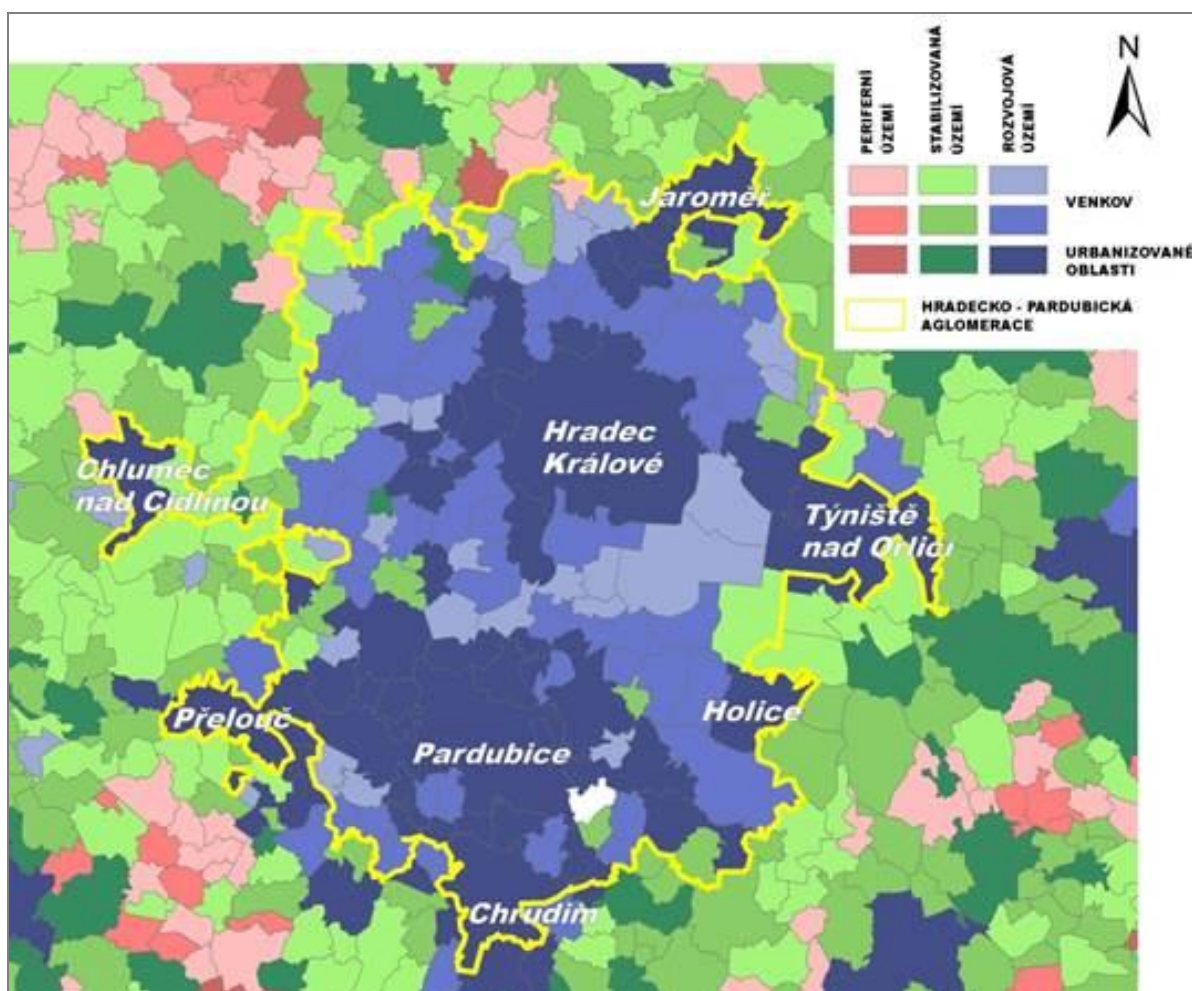 PERIFERNÍ
ÚZEMÍ
STABILIZOVANÁ
ÚZEMÍ
ROZVOJOVÁ
ÚZEMÍ
N
VENKOV
URBANIZOVANÉ
OBLASTI
HRADECKO - PARDUBICKÁ
AGLOMERACE
Jaroměř
Hradec
Králové
Chlumec
nad Cidlinou
Týniště
nad Orlicí
Přelouč
Holice
Pardubice
Chrudim